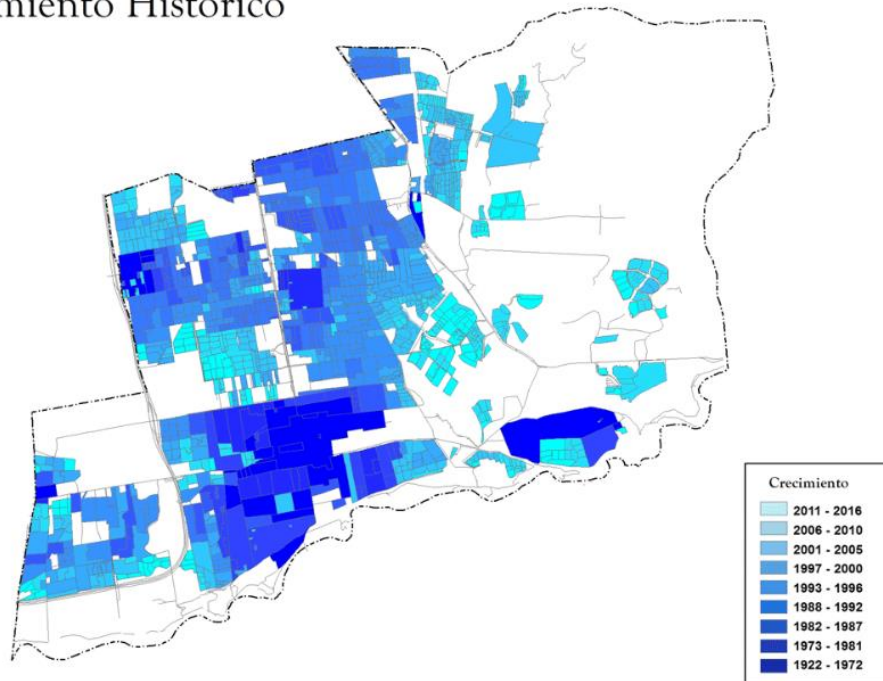 miento Histórico
Crecimiento
2011 - 2016
2006 - 2010
2001 - 2005
1997 - 2000
1993 - 1996
1988 - 1992
1982 - 1987
1973 - 1981
1922 - 1972